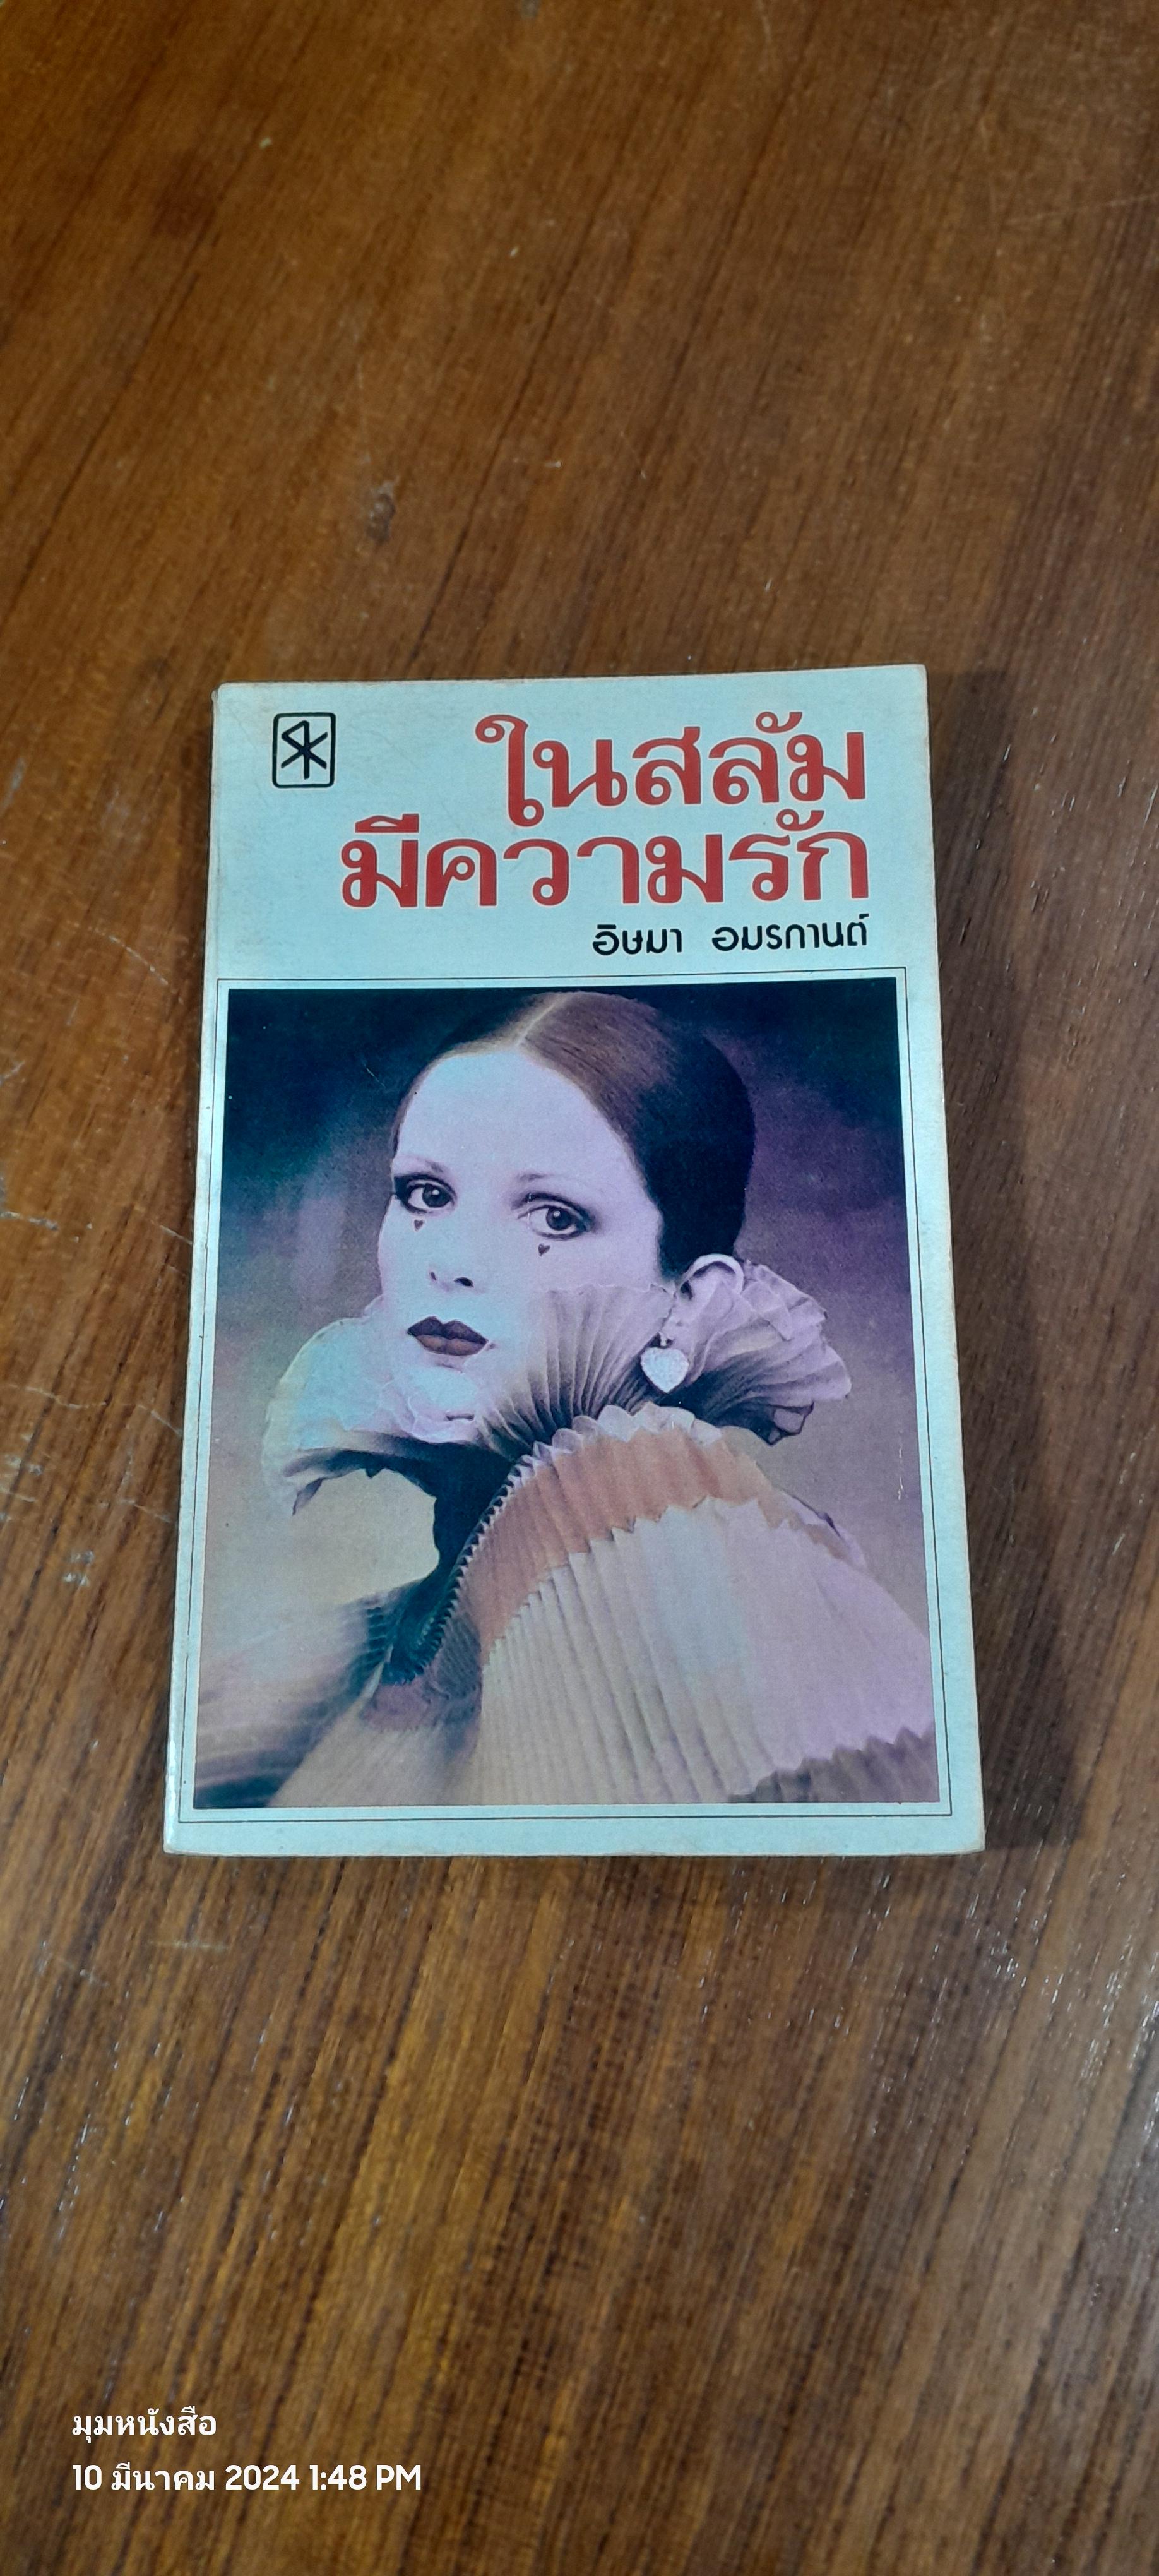 ในสลัม
มีความรัก
อิษมา อมรกานต์
มุมหนังสือ
10 มีนาคม 2024 1:48 PM